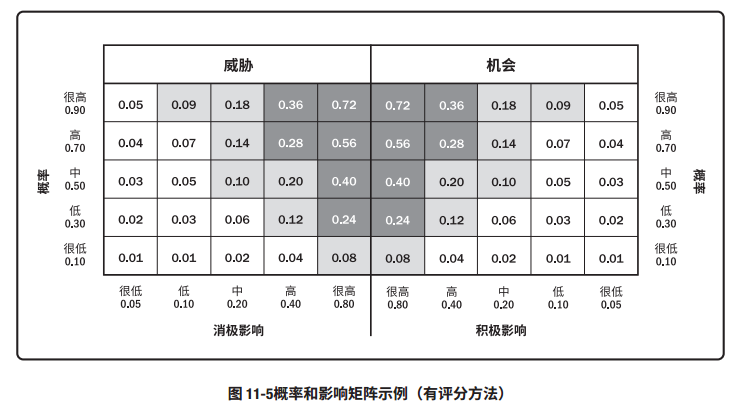 威胁 机会
很高 0.05 0.09 0.18 0.36 0.72 0.72 0.36 0.18 0.09 0.05 很高
0.90 0.90
高 0.04 0.07 0.14 0.28 0.56 0.56 0.28 0.14 0.07 0.04 高
0.70 0.70
概率 中 0.03 0.05 0.10 0.20 0.40 0.40 0.20 0.10 0.05 0.03 中 概率
0.50 0.50
低 0.02 0.03 0.06 0.12 0.24 0.24 0.12 0.06 0.03 0.02 低
0.30 0.30
很低 0.01 0.01 0.02 0.04 0.08 0.08 0.04 0.02 0.01 0.01 很低
0.10 0.10
很低 低 中 高 很高 很高 高 中 低 很低
0.05 0.10 0.20 0.40 0.80 0.80 0.40 0.20 0.10 0.05
消极影响 积极影响
图 11-5概率和影响矩阵示例（有评分方法）